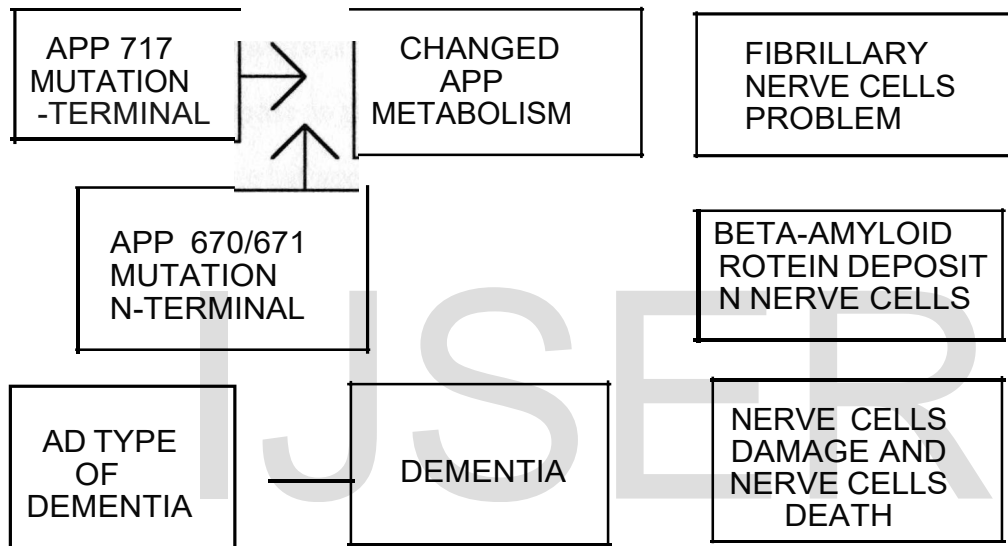 APP 717
MUTATION
-TERMINAL
CHANGED
APP
METABOLISM
FIBRILLARY
NERVE CELLS
PROBLEM
APP 670/671
MUTATION
N-TERMINAL
BETA-AMYLOID
ROTEIN DEPOSIT
N NERVE CELLS
AD TYPE
OF
DEMENTIA
DEMENTIA
NERVE CELLS
DAMAGE AND
NERVE CELLS
DEATH
IJSER